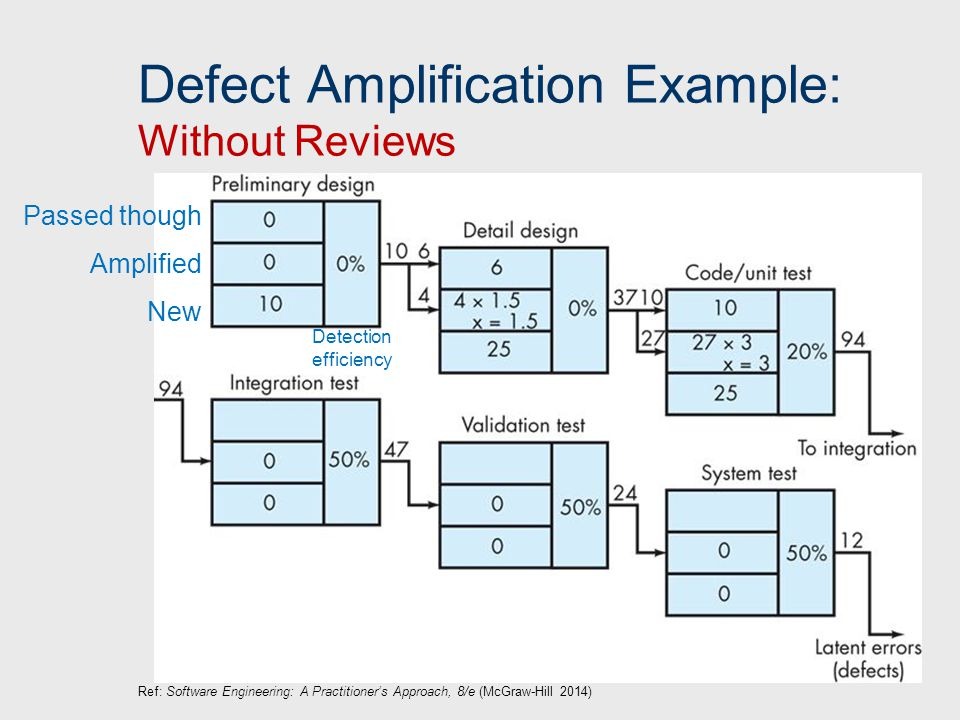 Defect Amplification Example:
Without Reviews
Passed though
Amplified
New
Preliminary design
0
0
10
0%
10 6
4
Detection
efficiency
Detail design
6
4 × 1.5
x = 1.5
25
0%
37 10
27
Code/unit test
10
27 × 3
x = 3
25
20%
94
To integration
94
Integration test
0
0
50%
47
Validation test
0
0
50%
24
System test
0
0
50%
12
Latent errors
(defects)
Ref: Software Engineering: A Practitioner's Approach, 8/e (McGraw-Hill 2014)